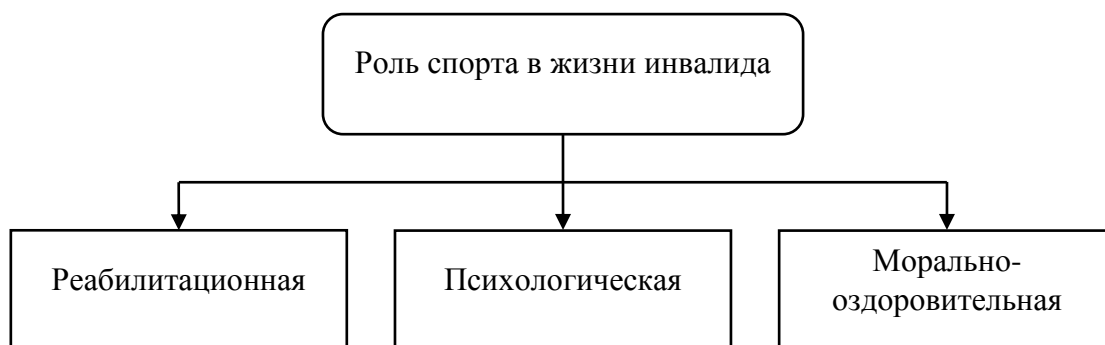 Роль спорта в жизни инвалида
Реабилитационная
Психологическая
Морально-
оздоровительная